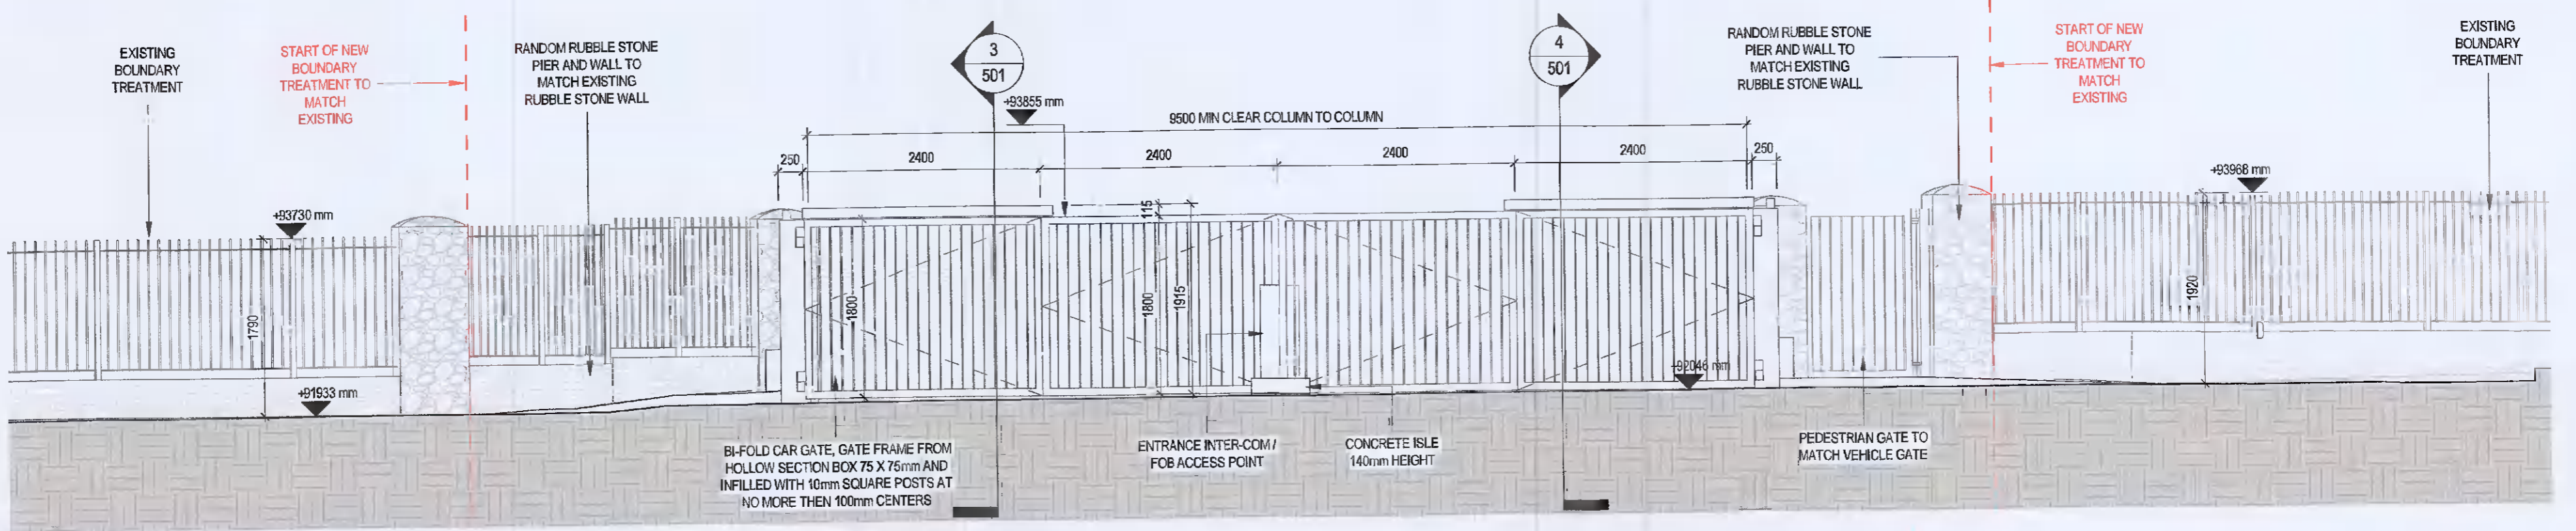 EXISTING
BOUNDARY
TREATMENT
START OF NEW
BOUNDARY
TREATMENT TO
MATCH
EXISTING
RANDOM RUBBLE STONE
PIER AND WALL TO
MATCH EXISTING
RUBBLE STONE WALL
3
501
4
501
RANDOM RUBBLE STONE
PIER AND WALL TO
MATCH EXISTING
RUBBLE STONE WALL
START OF NEW
BOUNDARY
TREATMENT TO
MATCH
EXISTING
EXISTING
BOUNDARY
TREATMENT
+93855 mm
9500 MIN CLEAR COLUMN TO COLUMN
250
2400
2400
2400
2400
250
+93730 mm
+93968 mm
115
1790
1800
1800
1915
1920
+91933 mm
+92046 mm
BI-FOLD CAR GATE, GATE FRAME FROM
HOLLOW SECTION BOX 75 X 75mm AND
INFILLED WITH 10mm SQUARE POSTS AT
NO MORE THEN 100mm CENTERS
ENTRANCE INTER-COM /
FOB ACCESS POINT
CONCRETE ISLE
140mm HEIGHT
PEDESTRIAN GATE TO
MATCH VEHICLE GATE